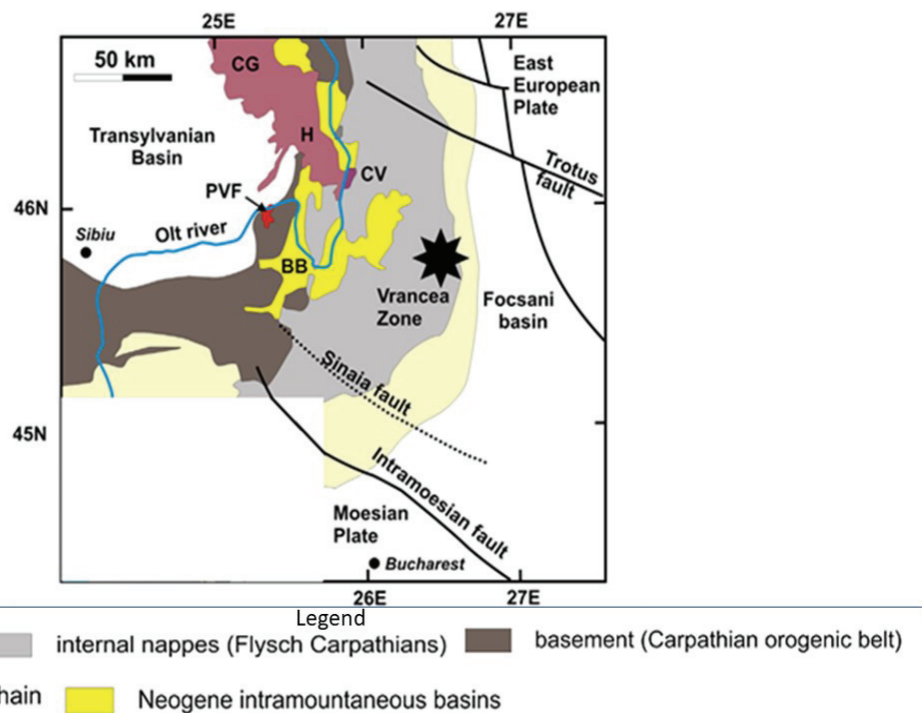 25E 27E
50 km
CG
East
European
Plate
Transylvanian
Basin
H
Trotus
fault
CV
PVF
46N
Olt river
Sibiu
BB
Vrancea
Zone
Focsani
basin
Sinaia fault
45N
Intramoesian fault
Moesian
Plate
Bucharest
26E 27E
Legend
internal nappes (Flysch Carpathians) basement (Carpathian orogenic belt)
hain Neogene intramountaneous basins